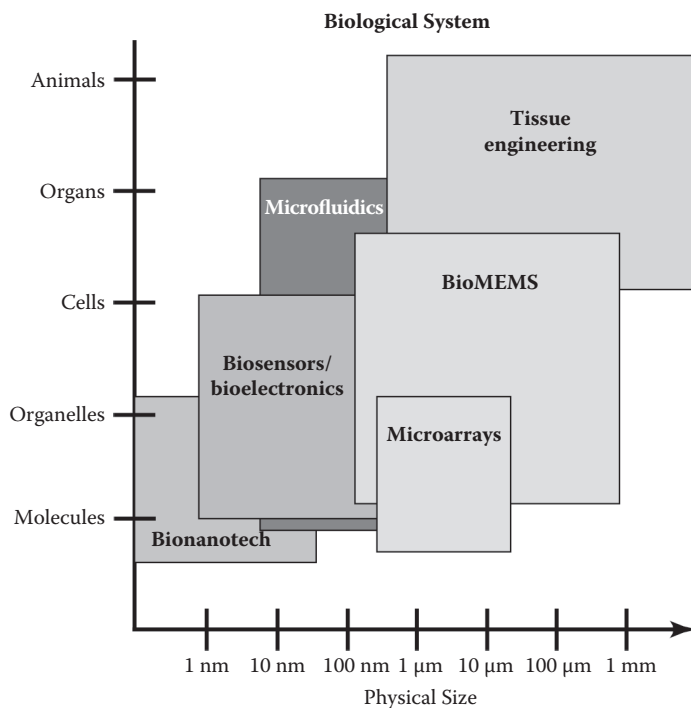 Biological System
Animals
Tissue
engineering
Organs
Microfluidics
BioMEMS
Cells
Biosensors/
bioelectronics
Organelles
Microarrays
Molecules
Bionanotech
1 nm 10 nm 100 nm 1 µm 10 µm 100 µm 1 mm
Physical Size